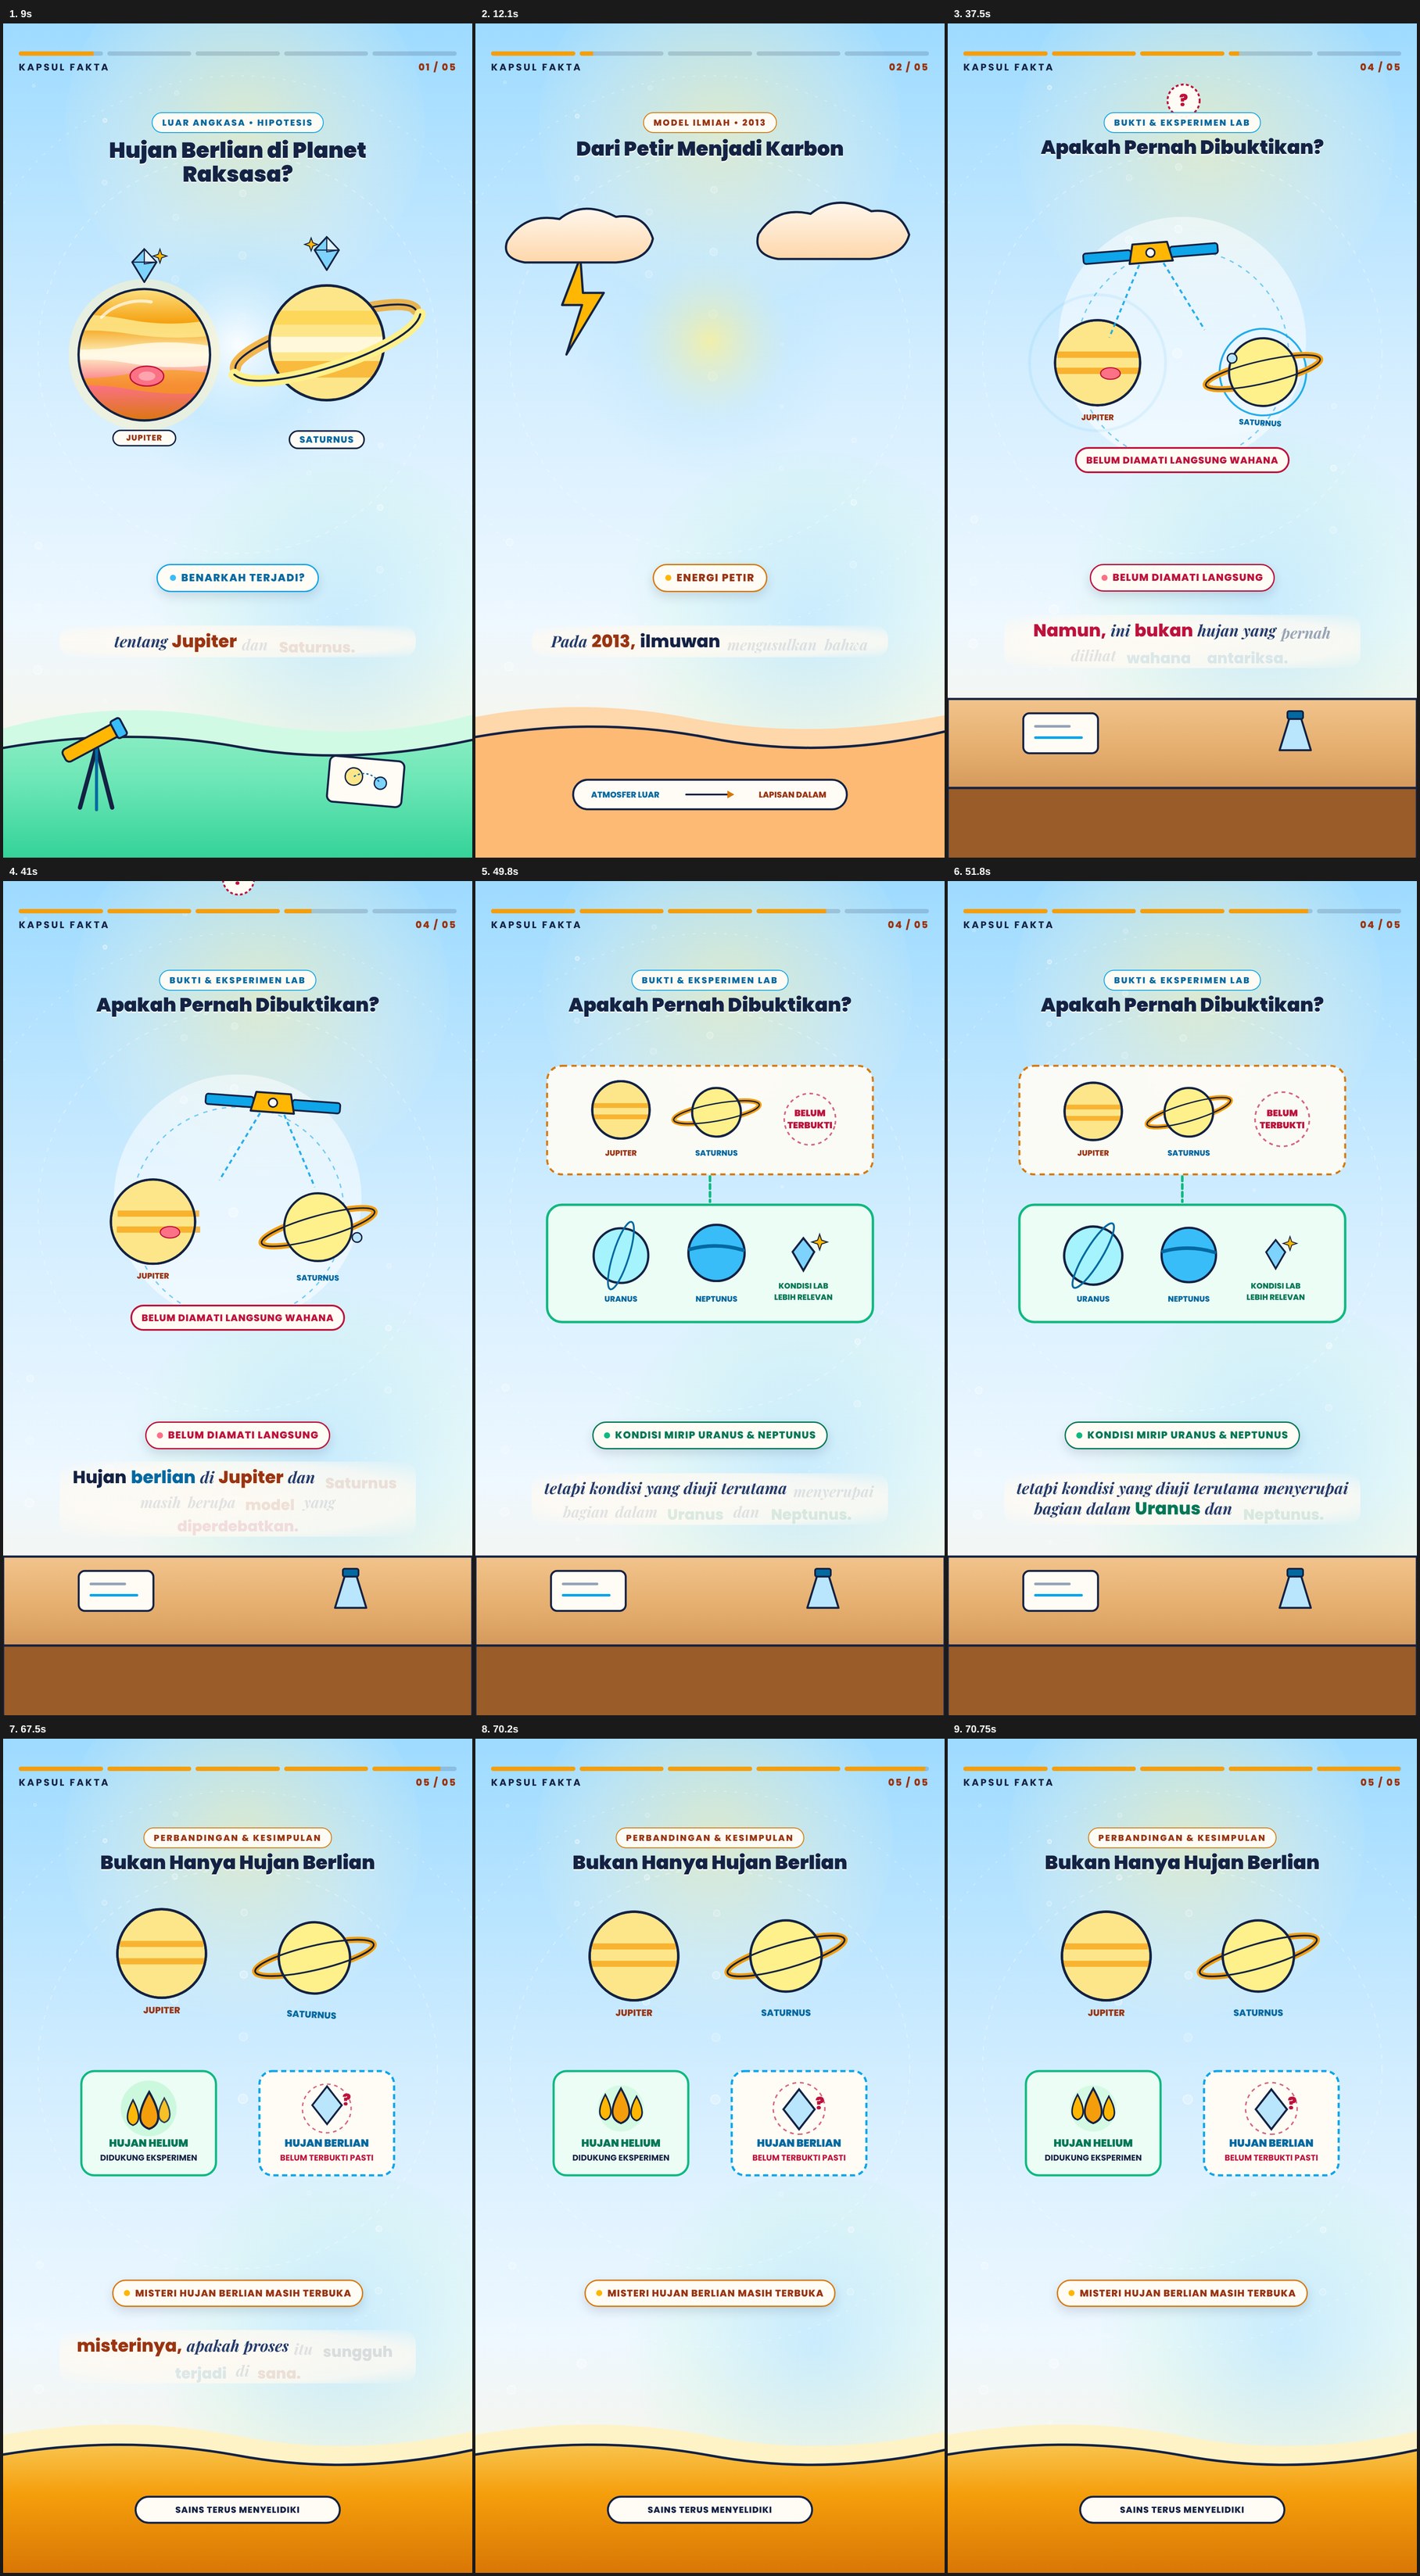 1. 9s
KAPSUL FAKTA
01 / 05
LUAR ANGKASA • HIPOTESIS
Hujan Berlian di Planet
Raksasa?
JUPITER
SATURNUS
BENARKAH TERJADI?
tentang Jupiter dan Saturnus.
2. 12.1s
KAPSUL FAKTA
02 / 05
MODEL ILMIAH • 2013
Dari Petir Menjadi Karbon
ENERGI PETIR
Pada 2013, ilmuwan mengusulkan bahwa
ATMOSFER LUAR
LAPISAN DALAM
3. 37.5s
KAPSUL FAKTA
04 / 05
?
BUKTI & EKSPERIMEN LAB
Apakah Pernah Dibuktikan?
JUPITER
SATURNUS
BELUM DIAMATI LANGSUNG WAHANA
BELUM DIAMATI LANGSUNG
Namun, ini bukan hujan yang pernah
dilihat wahana antariksa.
4. 41s
KAPSUL FAKTA
04 / 05
BUKTI & EKSPERIMEN LAB
Apakah Pernah Dibuktikan?
JUPITER
SATURNUS
BELUM DIAMATI LANGSUNG WAHANA
BELUM DIAMATI LANGSUNG
Hujan berlian di Jupiter dan Saturnus
masih berupa model yang
diperdebatkan.
5. 49.8s
KAPSUL FAKTA
04 / 05
BUKTI & EKSPERIMEN LAB
Apakah Pernah Dibuktikan?
JUPITER
SATURNUS
BELUM
TERBUKTI
URANUS
NEPTUNUS
KONDISI LAB
LEBIH RELEVAN
KONDISI MIRIP URANUS & NEPTUNUS
tetapi kondisi yang diuji terutama menyerupai
bagian dalam Uranus dan Neptunus.
6. 51.8s
KAPSUL FAKTA
04 / 05
BUKTI & EKSPERIMEN LAB
Apakah Pernah Dibuktikan?
JUPITER
SATURNUS
BELUM
TERBUKTI
URANUS
NEPTUNUS
KONDISI LAB
LEBIH RELEVAN
KONDISI MIRIP URANUS & NEPTUNUS
tetapi kondisi yang diuji terutama menyerupai
bagian dalam Uranus dan Neptunus.
7. 67.5s
KAPSUL FAKTA
05 / 05
PERBANDINGAN & KESIMPULAN
Bukan Hanya Hujan Berlian
JUPITER
SATURNUS
HUJAN HELIUM
DIDUKUNG EKSPERIMEN
?
HUJAN BERLIAN
BELUM TERBUKTI PASTI
MISTERI HUJAN BERLIAN MASIH TERBUKA
misterinya, apakah proses itu sungguh
terjadi di sana.
SAINS TERUS MENYELIDIKI
8. 70.2s
KAPSUL FAKTA
05 / 05
PERBANDINGAN & KESIMPULAN
Bukan Hanya Hujan Berlian
JUPITER
SATURNUS
HUJAN HELIUM
DIDUKUNG EKSPERIMEN
?
HUJAN BERLIAN
BELUM TERBUKTI PASTI
MISTERI HUJAN BERLIAN MASIH TERBUKA
SAINS TERUS MENYELIDIKI
9. 70.75s
KAPSUL FAKTA
05 / 05
PERBANDINGAN & KESIMPULAN
Bukan Hanya Hujan Berlian
JUPITER
SATURNUS
HUJAN HELIUM
DIDUKUNG EKSPERIMEN
?
HUJAN BERLIAN
BELUM TERBUKTI PASTI
MISTERI HUJAN BERLIAN MASIH TERBUKA
SAINS TERUS MENYELIDIKI